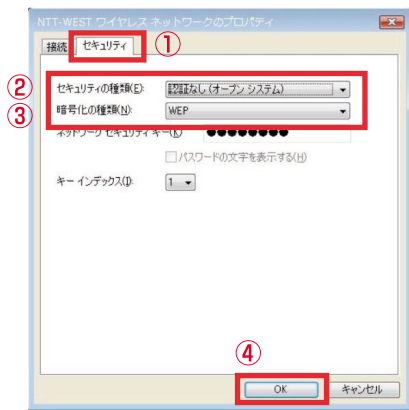 NTT-WEST ワイヤレス ネットワークのプロパティ
接続 セキュリティ ①
② セキュリティの種類(E): 認証なし (オープン システム)
③ 暗号化の種類(N): WEP
ネットワーク セキュリティ キー(K) ●●●●●●●●
パスワードの文字を表示する(H)
キー インデックス(I): 1
④
OK キャンセル